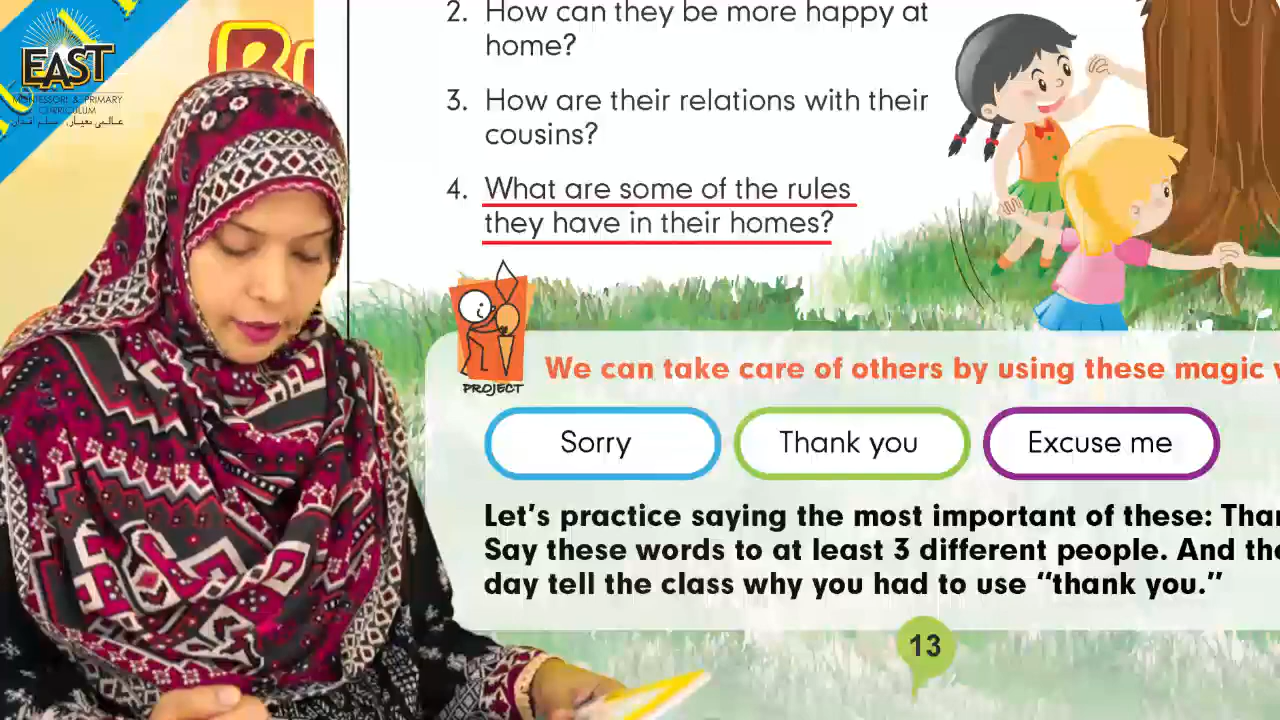 EAST
MONTESSORI & PRIMARY
CURRICULUM
عالمی معیار، مسلم اقدار
2. How can they be more happy at
home?
3. How are their relations with their
cousins?
4. What are some of the rules
they have in their homes?
PROJECT
We can take care of others by using these magic
Sorry
Thank you
Excuse me
Let's practice saying the most important of these:
Say these words to at least 3 different people. And
day tell the class why you had to use "thank you."
13